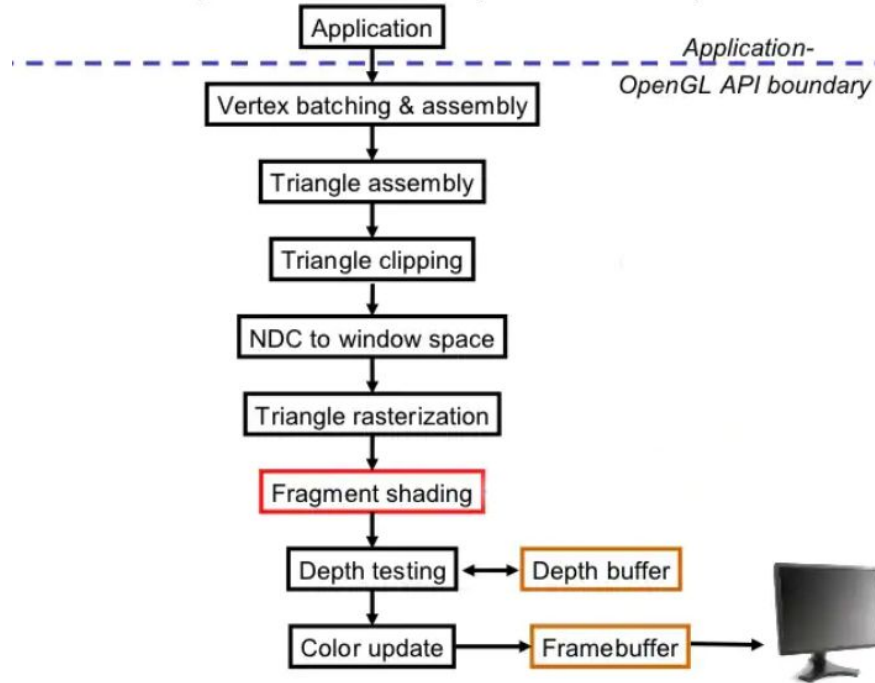 Application
Application-
OpenGL API boundary
Vertex batching & assembly
Triangle assembly
Triangle clipping
NDC to window space
Triangle rasterization
Fragment shading
Depth testing
Depth buffer
Color update
Framebuffer